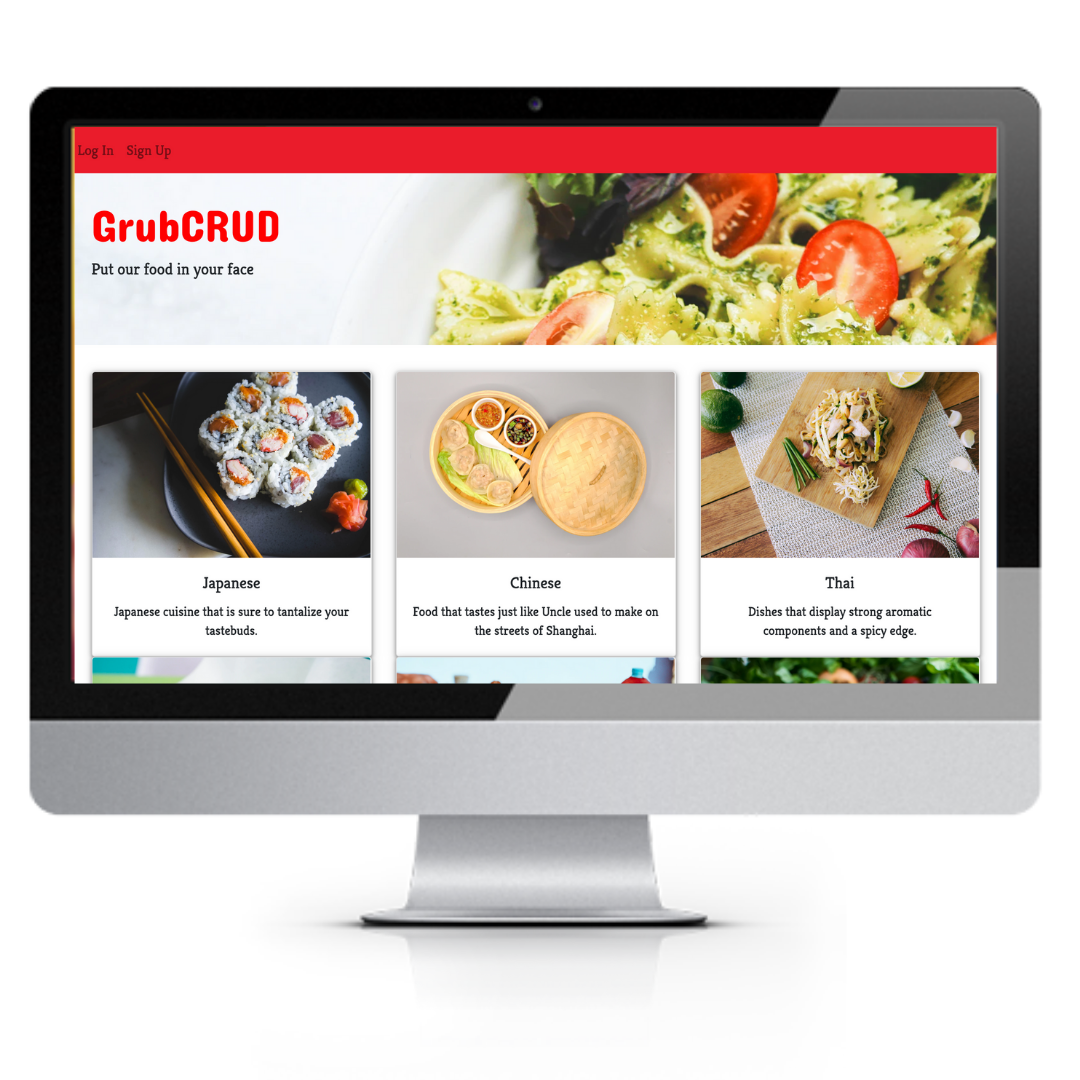 Log In Sign Up
GrubCRUD
Put our food in your face
Japanese
Japanese cuisine that is sure to tantalize your
tastebuds.
Chinese
Food that tastes just like Uncle used to make on
the streets of Shanghai.
Thai
Dishes that display strong aromatic
components and a spicy edge.